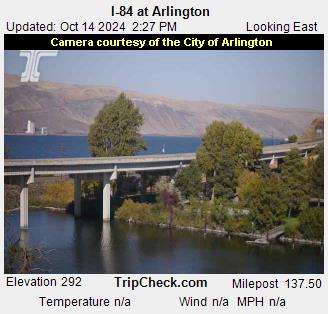 I-84 at Arlington
Updated: Oct 14 2024 2:27 PM Looking East
Camera courtesy of the City of Arlington
Elevation 292 TripCheck.com Milepost 137.50
Temperature n/a Wind n/a MPH n/a